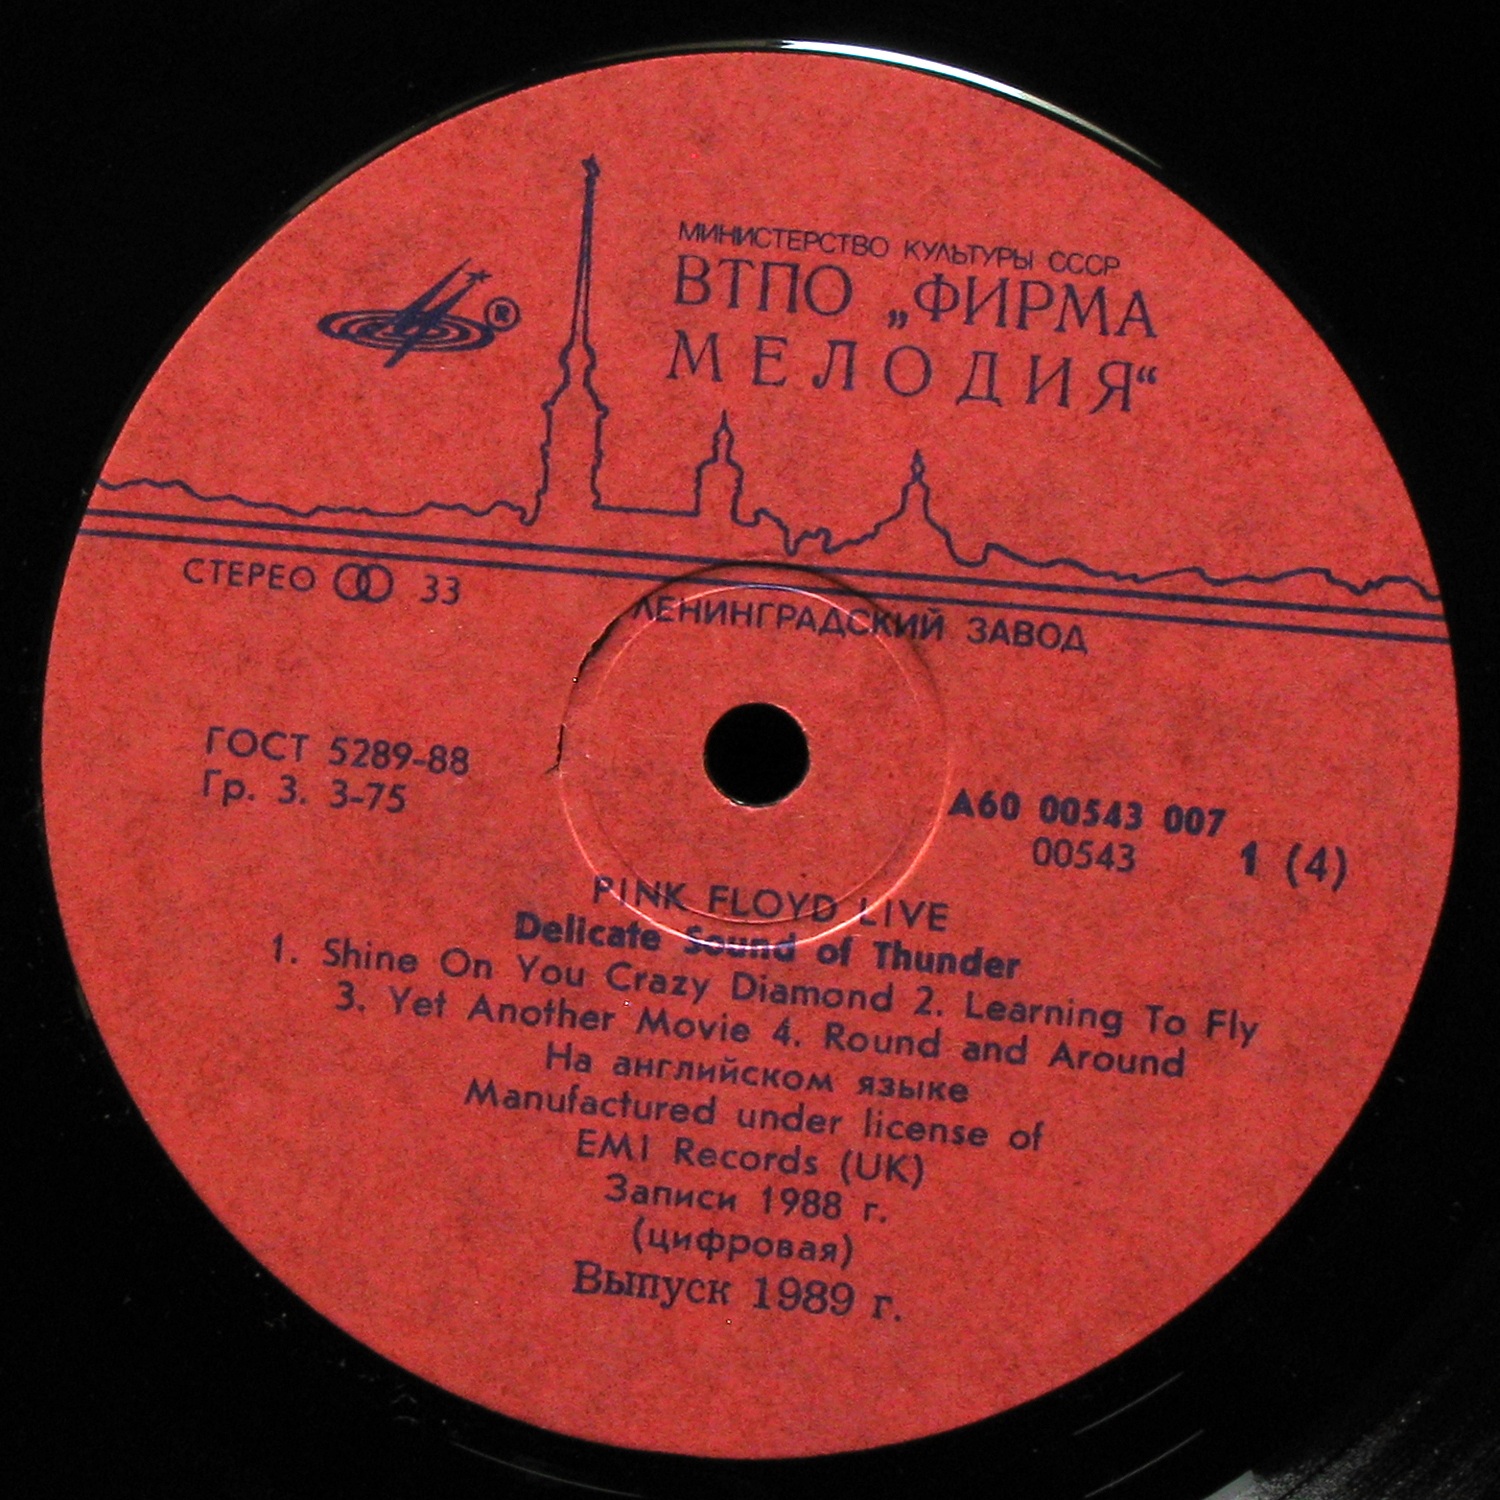 МИНИСТЕРСТВО КУЛЬТУРЫ СССР
ВТПО „ФИРМА
МЕЛОДИЯ“
®
СТЕРЕО 33
ЛЕНИНГРАДСКИЙ ЗАВОД
ГОСТ 5289-88
Гр. 3. 3-75
А60 00543 007
00543 1 (4)
PINK FLOYD LIVE
Delicate Sound of Thunder
1. Shine On You Crazy Diamond 2. Learning To Fly
3. Yet Another Movie 4. Round and Around
На английском языке
Manufactured under license of
EMI Records (UK)
Записи 1988 г.
(цифровая)
Выпуск 1989 г.